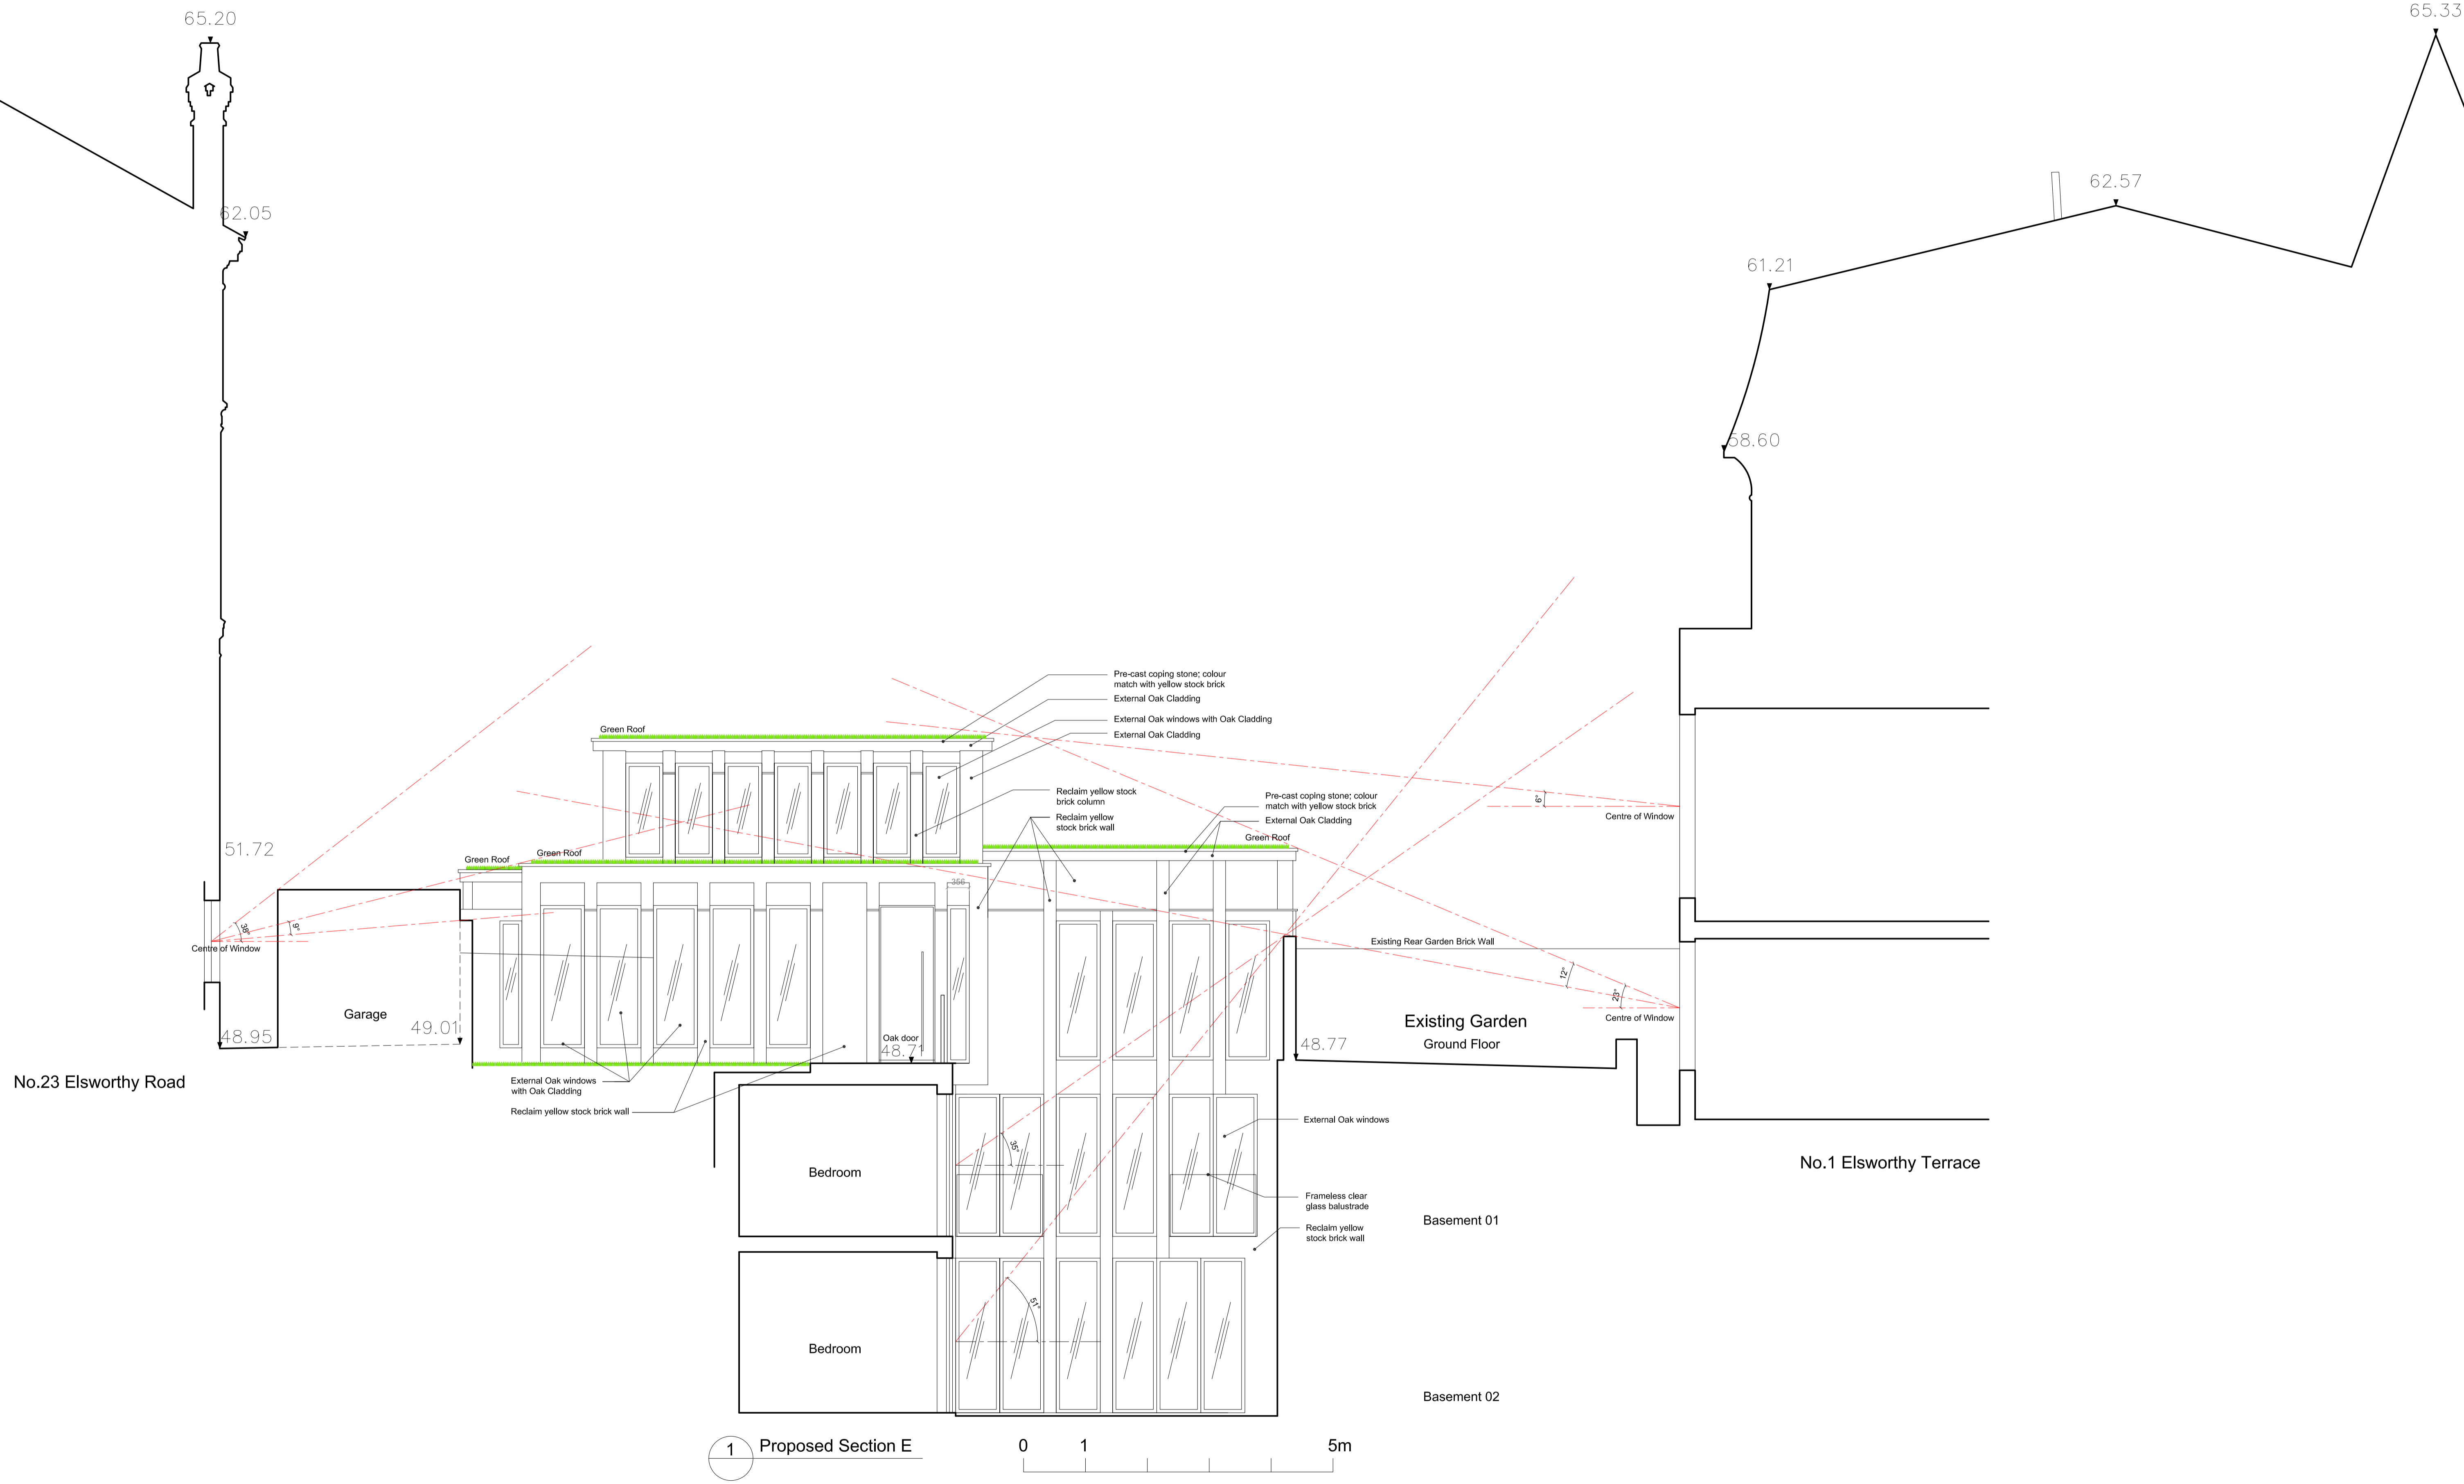 65.20
65.33
62.57
62.05
61.21
58.60
Pre-cast coping stone; colour
match with yellow stock brick
External Oak Cladding
External Oak windows with Oak Cladding
External Oak Cladding
Green Roof
Reclaim yellow stock
brick column
Reclaim yellow
stock brick wall
Pre-cast coping stone; colour
match with yellow stock brick
External Oak Cladding
Green Roof
6°
Centre of Window
51.72
Green Roof
Green Roof
356
38°
9°
Centre of Window
Existing Rear Garden Brick Wall
12°
23°
Centre of Window
Garage
49.01
48.95
Oak door
48.71
48.77
Existing Garden
Ground Floor
No.23 Elsworthy Road
External Oak windows
with Oak Cladding
Reclaim yellow stock brick wall
External Oak windows
35°
Bedroom
No.1 Elsworthy Terrace
Frameless clear
glass balustrade
Basement 01
Reclaim yellow
stock brick wall
51°
Bedroom
Basement 02
1
Proposed Section E
0
1
5m